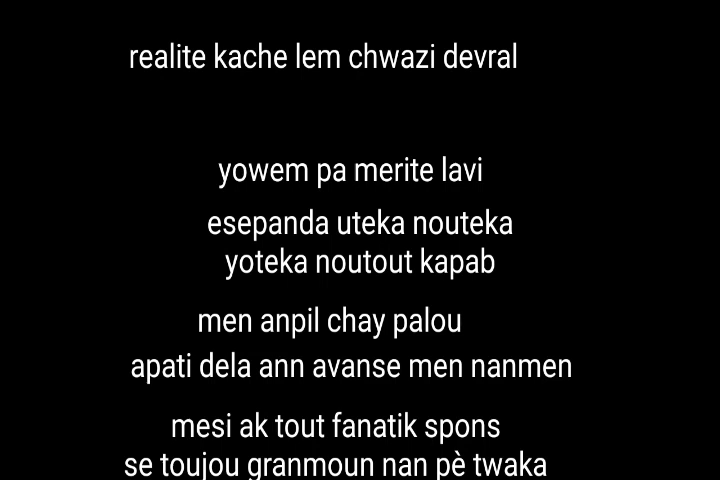 realite kache lem chwazi devral
yowem pa merite lavi
esepanda uteka nouteka
yoteka noutout kapab
men anpil chay palou
apati dela ann avanse men nanmen
mesi ak tout fanatik spons
se toujou granmoun nan pè twaka